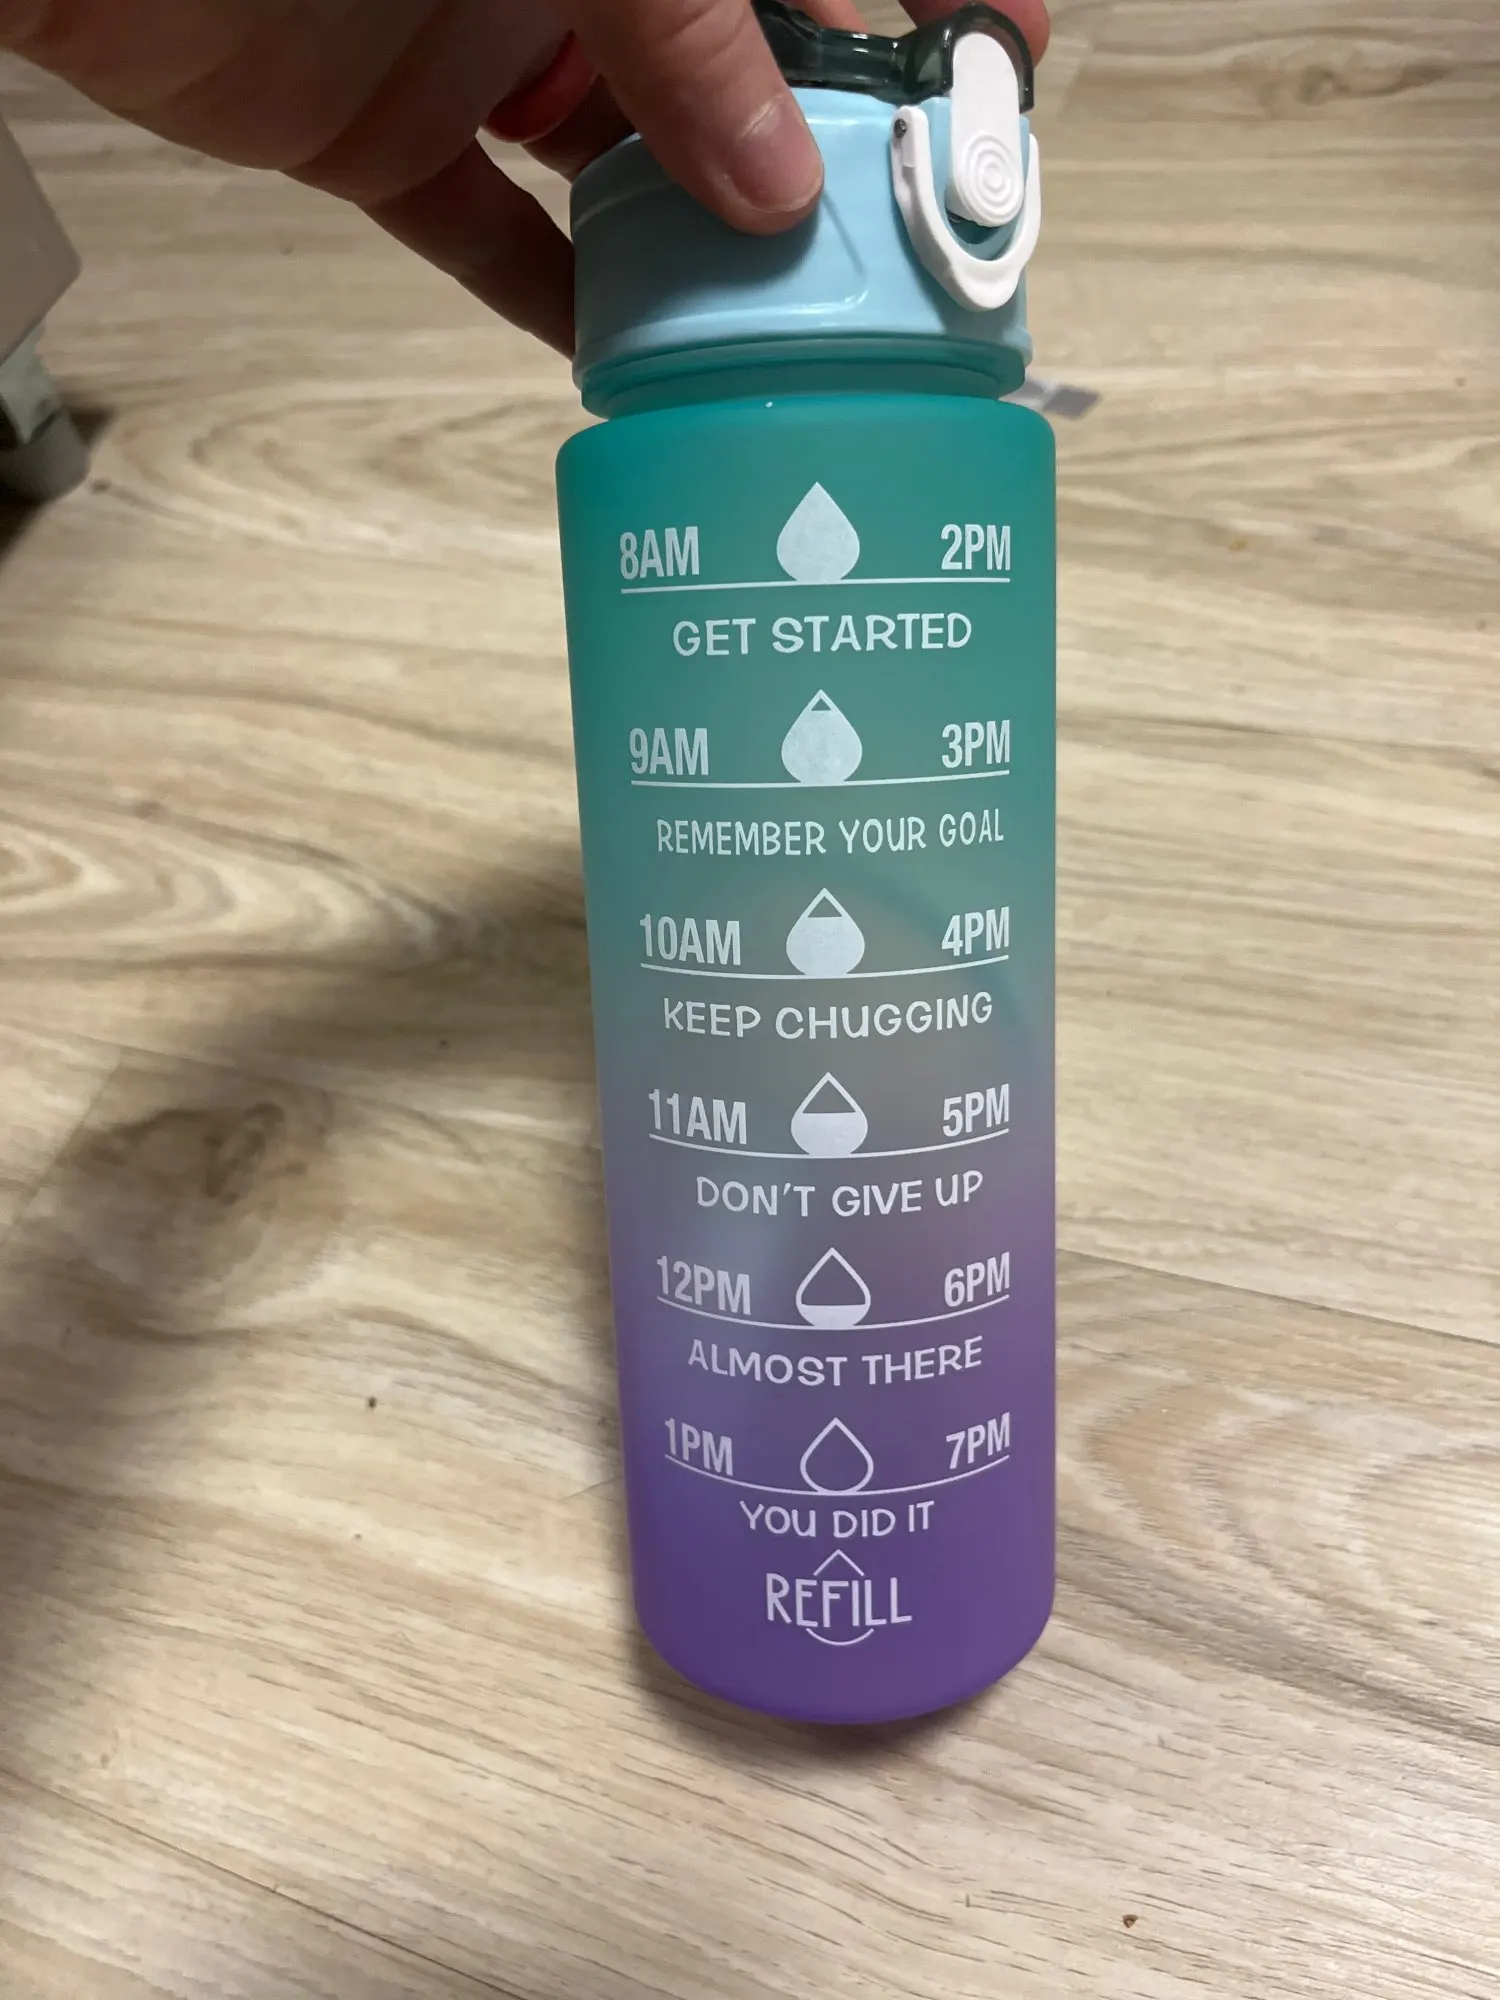 8AM 2PM
GET STARTED
9AM 3PM
REMEMBER YOUR GOAL
10AM 4PM
KEEP CHUGGING
11AM 5PM
DON'T GIVE UP
12PM 6PM
ALMOST THERE
1PM 7PM
YOU DID IT
REFILL